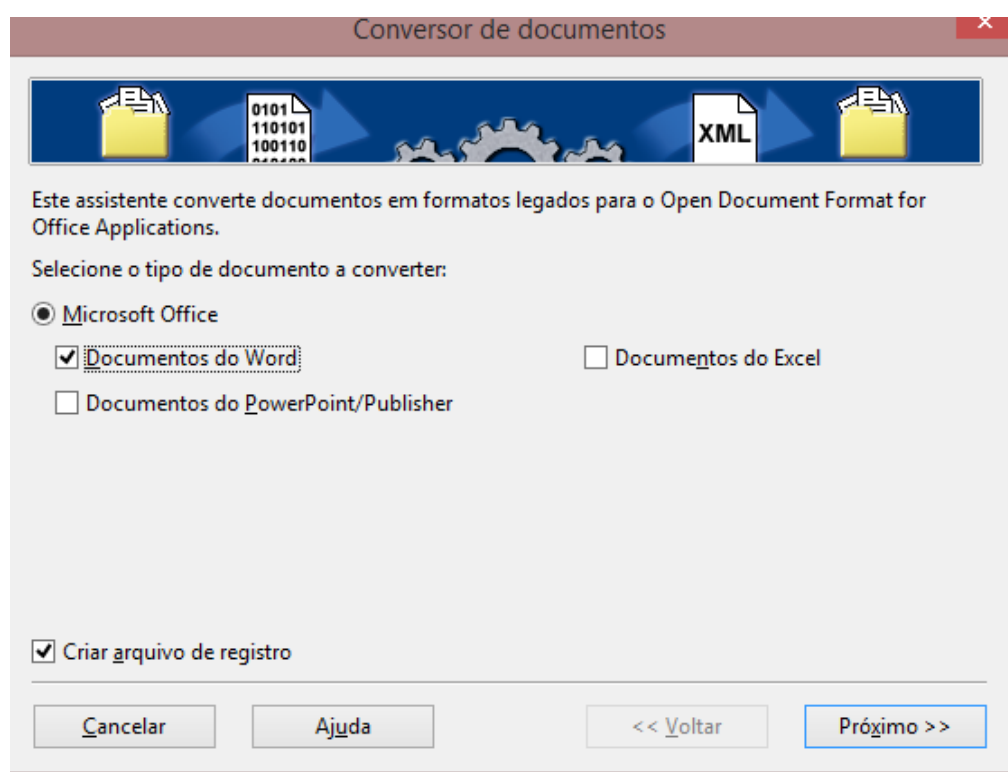 Conversor de documentos
0101
110101
100110
XML
Este assistente converte documentos em formatos legados para o Open Document Format for
Office Applications.
Selecione o tipo de documento a converter:
Microsoft Office
Documentos do Word
Documentos do Excel
Documentos do PowerPoint/Publisher
Criar arquivo de registro
Cancelar
Ajuda
<< Voltar
Próximo >>